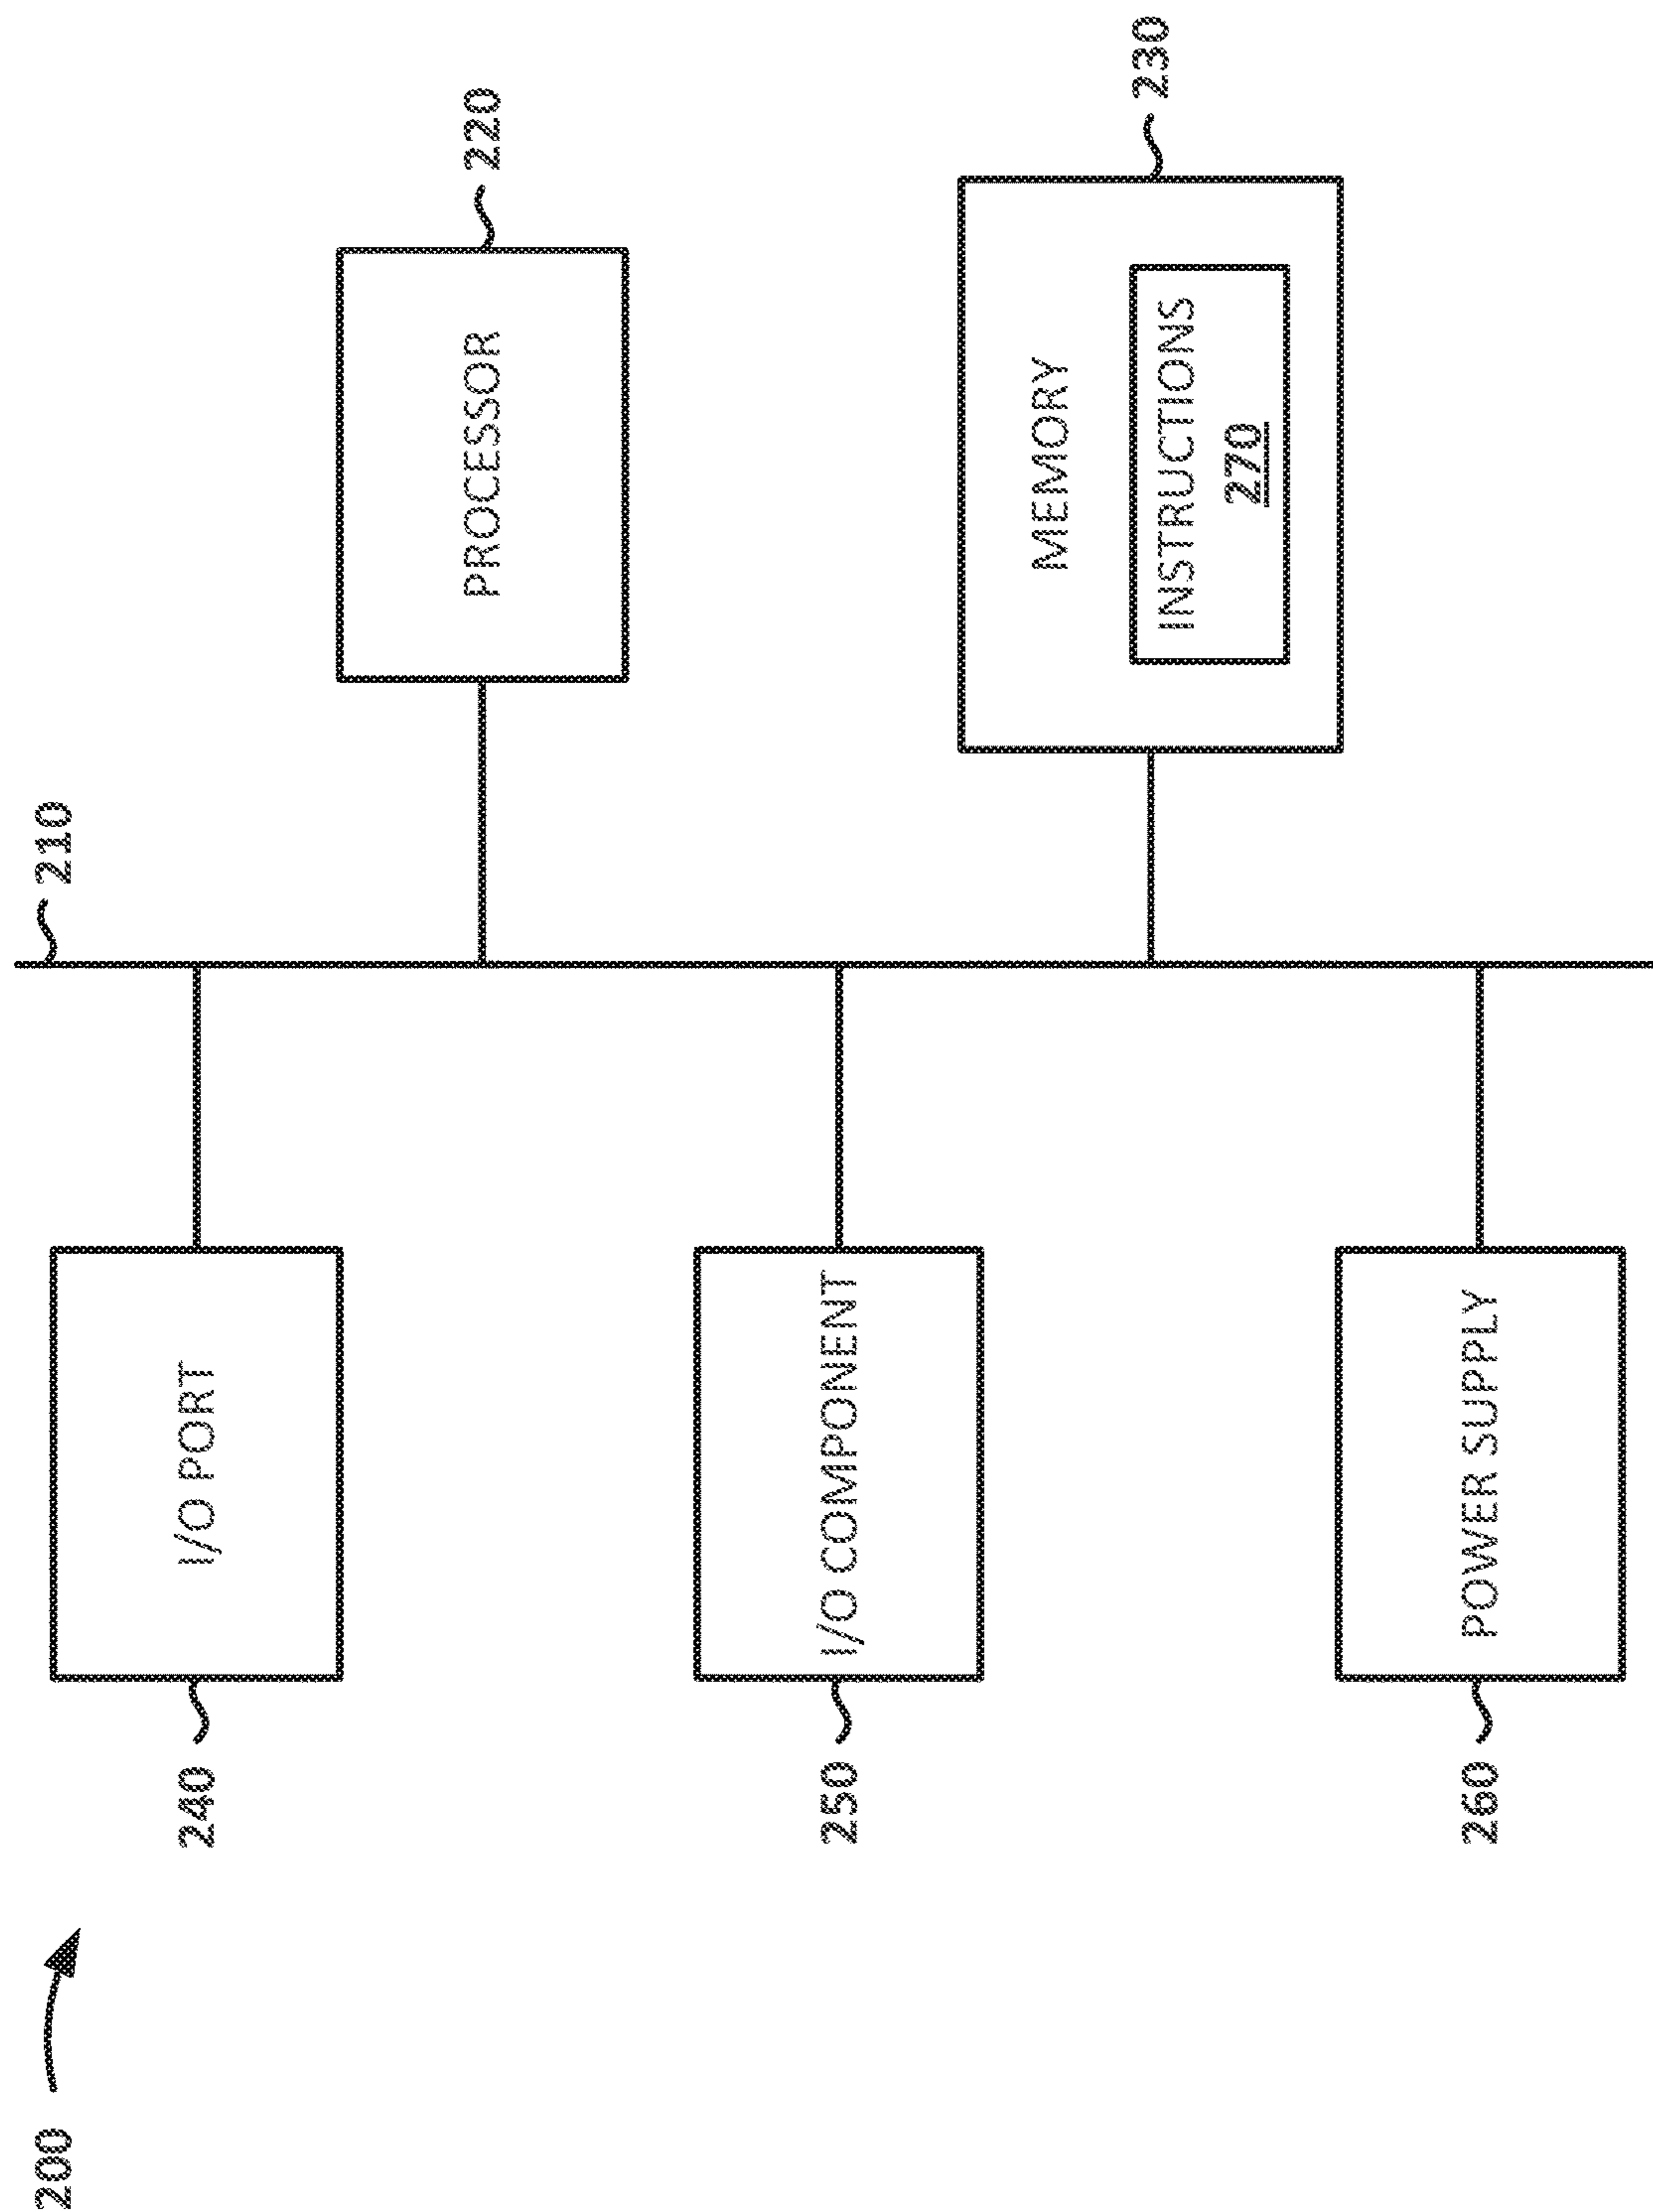 200
210
240
I/O PORT
PROCESSOR
220
250
I/O COMPONENT
MEMORY
230
INSTRUCTIONS
270
260
POWER SUPPLY